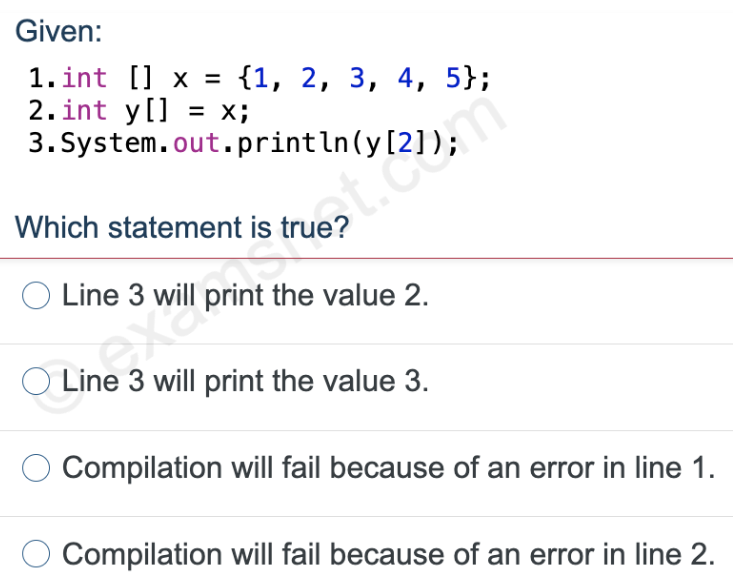 Given:
1.int [] x = {1, 2, 3, 4, 5};
2.int y[] = x;
3.System.out.println(y[2]);
Which statement is true?
Line 3 will print the value 2.
Line 3 will print the value 3.
Compilation will fail because of an error in line 1.
Compilation will fail because of an error in line 2.
© examsnet.com